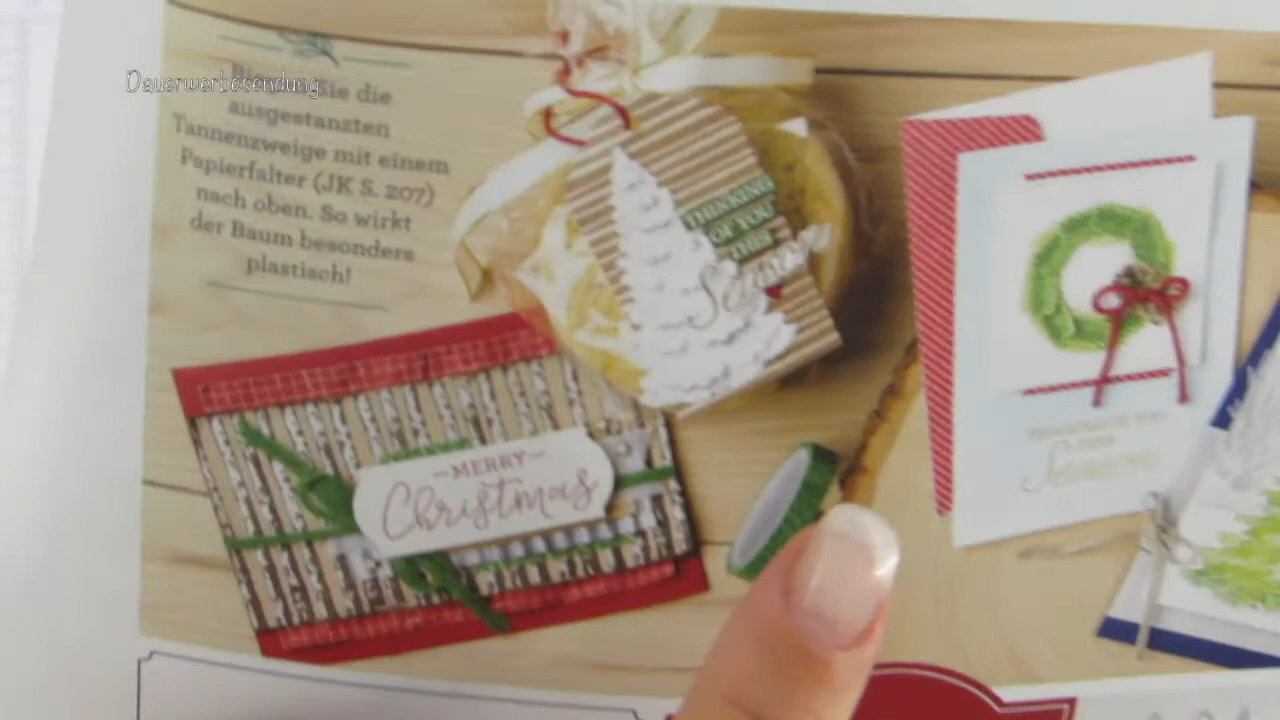 Dauerwerbesendung
Sie die
ausgestanzten
Tannenzweige mit einem
Papierfalter (JK S. 207)
nach oben. So wirkt
der Baum besonders
plastisch!
THINKING
OF YOU
THIS
Season
—MERRY—
Christmas